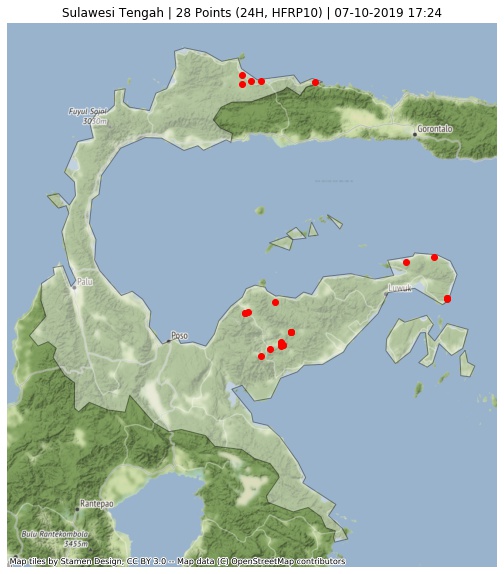 Sulawesi Tengah | 28 Points (24H, HFRP10) | 07-10-2019 17:24
Fuyul Sojol
3030m
Gorontalo
Palu
Luwuk
Poso
Rantepao
Bulu Rantekombola
3455m
Map tiles by Stamen Design, CC BY 3.0 -- Map data (C) OpenStreetMap contributors